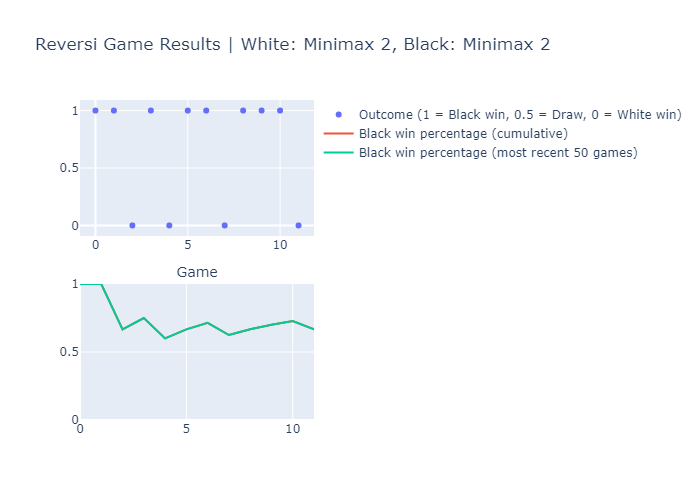 Reversi Game Results | White: Minimax 2, Black: Minimax 2
1
0.5
0
0 5 10
Outcome (1 = Black win, 0.5 = Draw, 0 = White win)
Black win percentage (cumulative)
Black win percentage (most recent 50 games)
Game
1
0.5
0
0 5 10